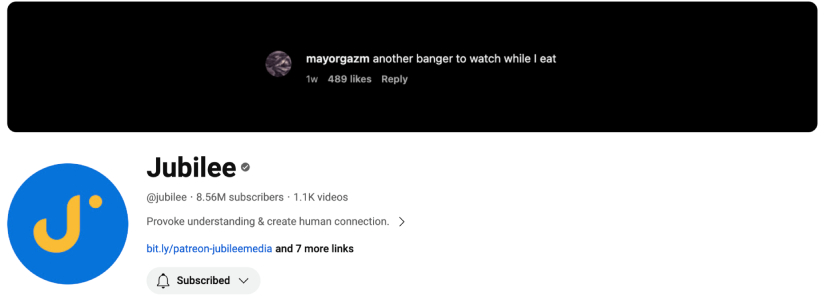 mayorgazm another banger to watch while I eat
1w 489 likes Reply
Jubilee
@jubilee · 8.56M subscribers · 1.1K videos
Provoke understanding & create human connection.
bit.ly/patreon-jubileemedia and 7 more links
Subscribed